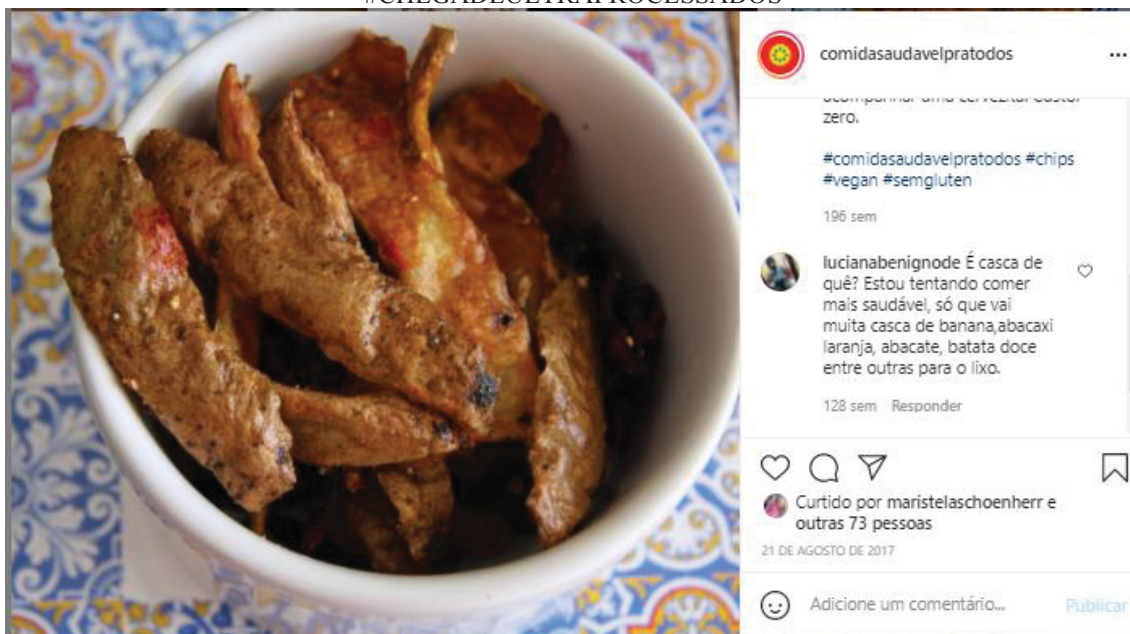 #CHEGADEULTRAPROCESSADOS
comidasaudavelpratodos
zero.
#comidasaudavelpratodos #chips
#vegan #semgluten
196 sem
lucianabenignode É casca de
quê? Estou tentando comer
mais saudável, só que vai
muita casca de banana,abacaxi
laranja, abacate, batata doce
entre outras para o lixo.
128 sem Responder
Curtido por maristelaschoenherr e
outras 73 pessoas
21 DE AGOSTO DE 2017
Adicione um comentário...
Publicar